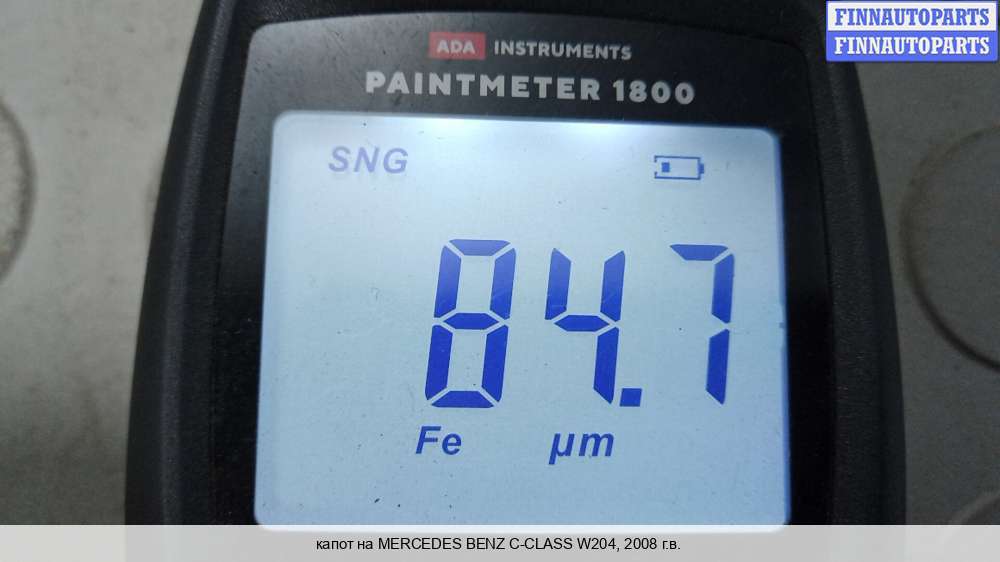 FINNAUTOPARTS
FINNAUTOPARTS
ADA INSTRUMENTS
PAINTMETER 1800
SNG
84.7
Fe µm
капот на MERCEDES BENZ C-CLASS W204, 2008 г.в.